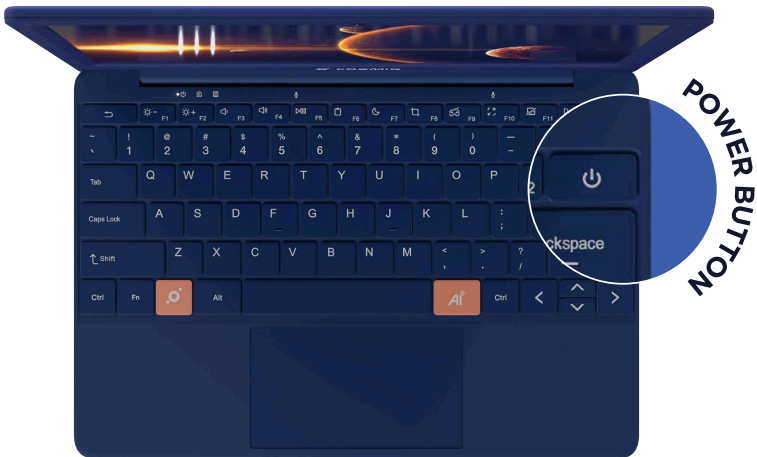 F1 F2 F3 F4 F5 F6 F7 F8 F9 F10 F11
~ ! @ # $ % ^ & * ( ) —
` 1 2 3 4 5 6 7 8 9 0 -
Tab Q W E R T Y U I O P
2
Caps Lock A S D F G H J K L : ;
ckspace
Shift Z X C V B N M < , > . ? /
Ctrl Fn Alt AI Ctrl
POWER BUTTON